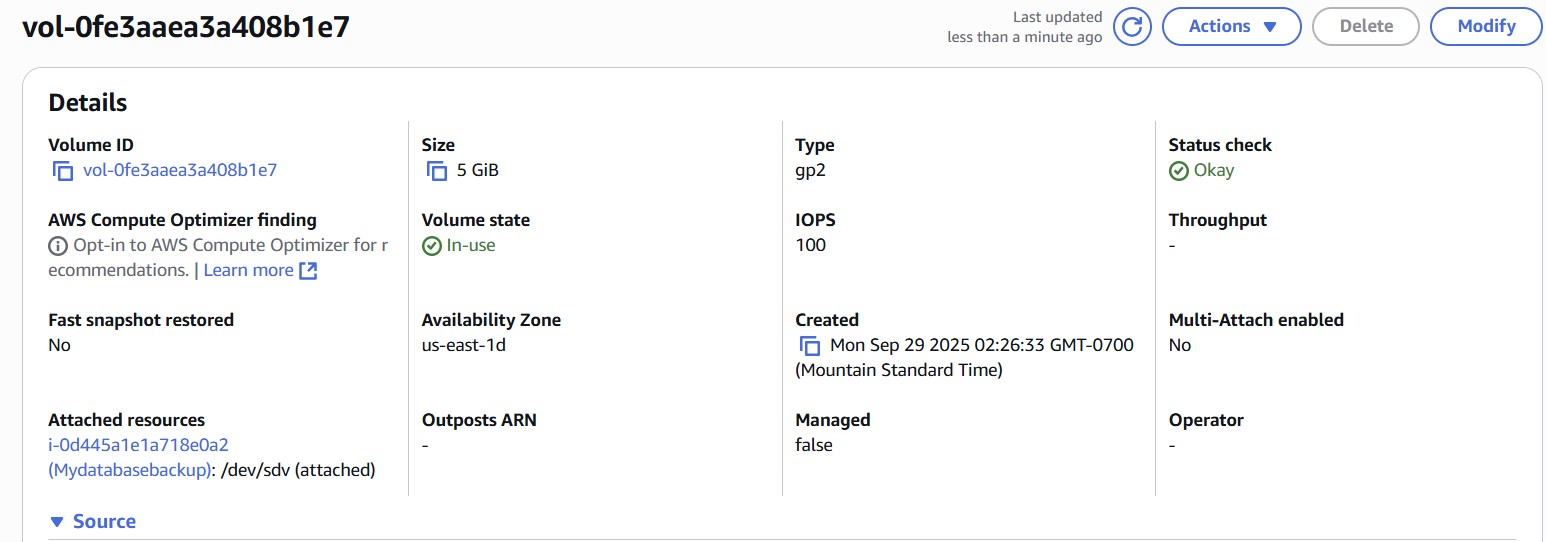 vol-0fe3aaea3a408b1e7
Last updated
less than a minute ago
Actions
Delete
Modify
Details
Volume ID
vol-0fe3aaea3a408b1e7
Size
5 GiB
Type
gp2
Status check
Okay
AWS Compute Optimizer finding
Opt-in to AWS Compute Optimizer for r
ecommendations. | Learn more
Volume state
In-use
IOPS
100
Throughput
-
Fast snapshot restored
No
Availability Zone
us-east-1d
Created
Mon Sep 29 2025 02:26:33 GMT-0700
(Mountain Standard Time)
Multi-Attach enabled
No
Attached resources
i-0d445a1e1a718e0a2
(Mydatabasebackup): /dev/sdv (attached)
Outposts ARN
-
Managed
false
Operator
-
Source